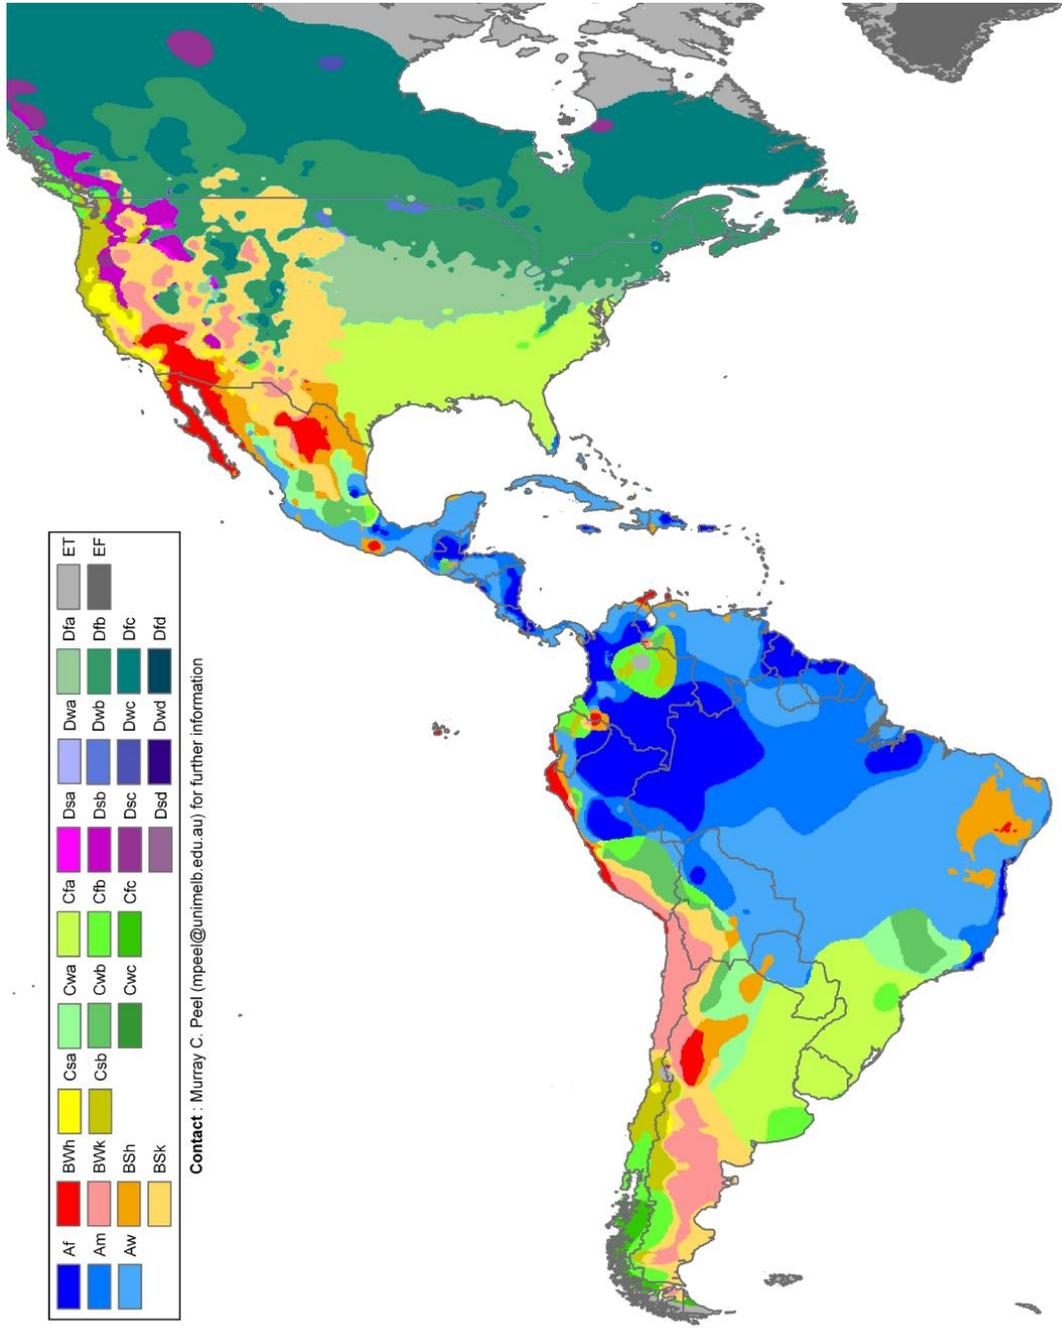 Af
BWh
Csa
Cwa
Cfa
Dsa
Dwa
Dfa
ET
Am
BWk
Csb
Cwb
Cfb
Dsb
Dwb
Dfb
EF
Aw
BSh
Cwc
Cfc
Dsc
Dwc
Dfc
BSk
Dsd
Dwd
Dfd
Contact : Murray C. Peel (mpeel@unimelb.edu.au) for further information